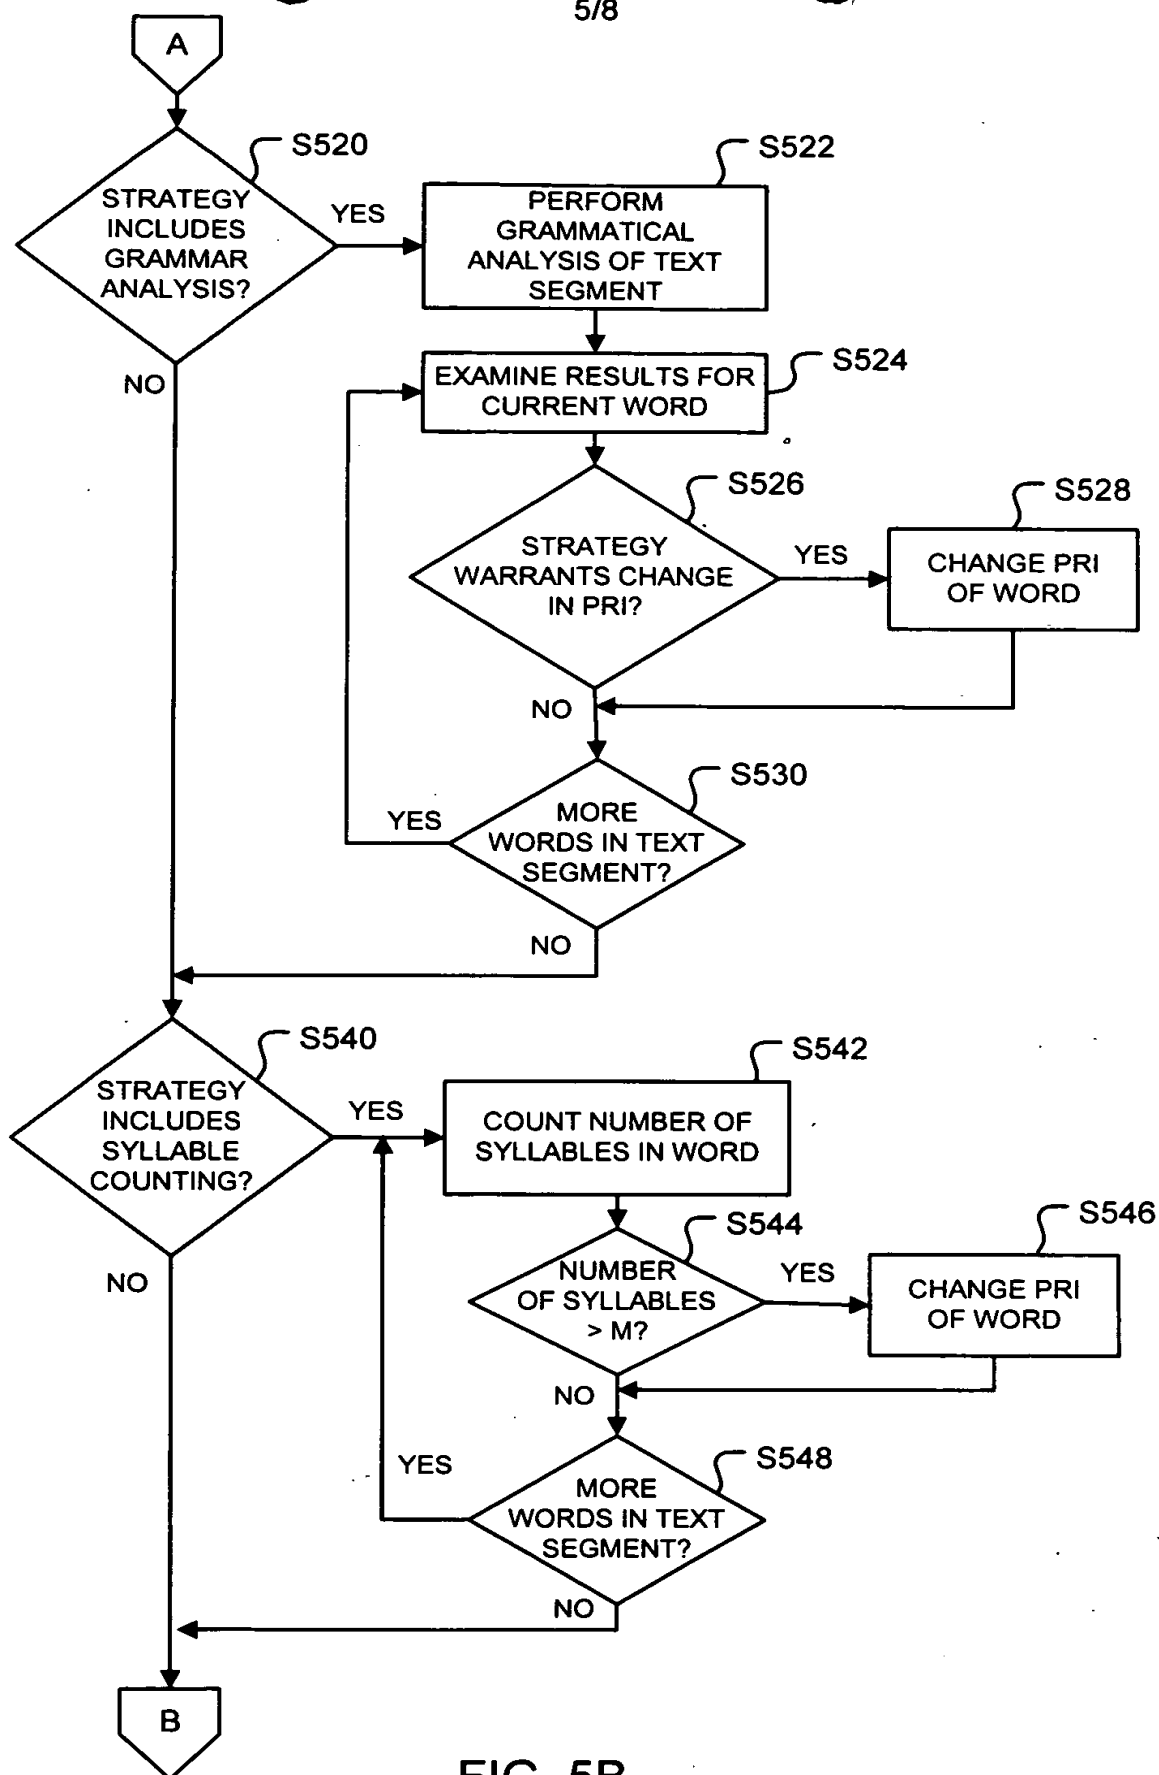 5/8
A
S520
STRATEGY
INCLUDES
GRAMMAR
ANALYSIS?
YES
NO
S522
PERFORM
GRAMMATICAL
ANALYSIS OF TEXT
SEGMENT
S524
EXAMINE RESULTS FOR
CURRENT WORD
S526
STRATEGY
WARRANTS CHANGE
IN PRI?
YES
NO
S528
CHANGE PRI
OF WORD
S530
MORE
WORDS IN TEXT
SEGMENT?
YES
NO
S540
STRATEGY
INCLUDES
SYLLABLE
COUNTING?
YES
NO
S542
COUNT NUMBER OF
SYLLABLES IN WORD
S544
NUMBER
OF SYLLABLES
> M?
YES
NO
S546
CHANGE PRI
OF WORD
S548
MORE
WORDS IN TEXT
SEGMENT?
YES
NO
B
FIG. 5B